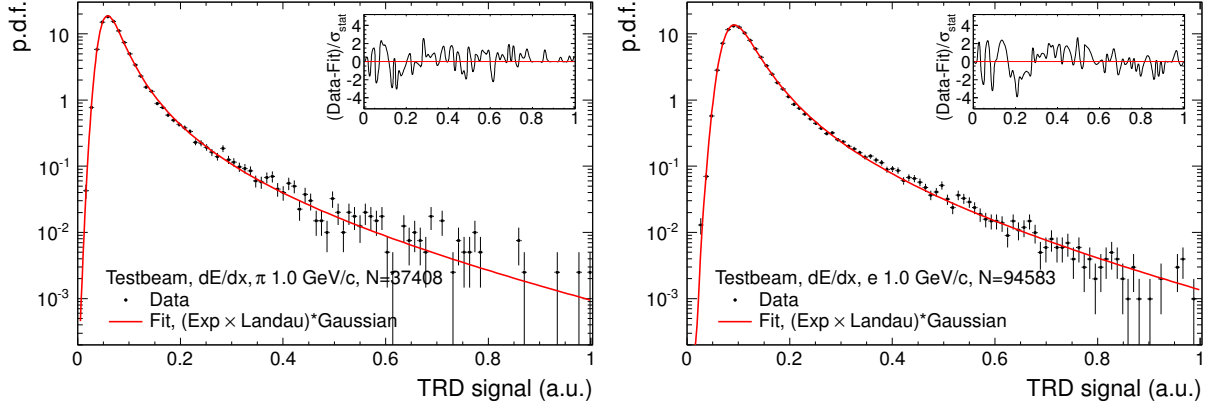 p.d.f.
10
1
10⁻¹
10⁻²
10⁻³
(Data-Fit)/σstat
4
2
0
-2
-4
0 0.2 0.4 0.6 0.8 1
Testbeam, dE/dx, π 1.0 GeV/c, N=37408
Data
Fit, (Exp × Landau)*Gaussian
0 0.2 0.4 0.6 0.8 1
TRD signal (a.u.)
p.d.f.
10
1
10⁻¹
10⁻²
10⁻³
(Data-Fit)/σstat
4
2
0
-2
-4
0 0.2 0.4 0.6 0.8 1
Testbeam, dE/dx, e 1.0 GeV/c, N=94583
Data
Fit, (Exp × Landau)*Gaussian
0 0.2 0.4 0.6 0.8 1
TRD signal (a.u.)